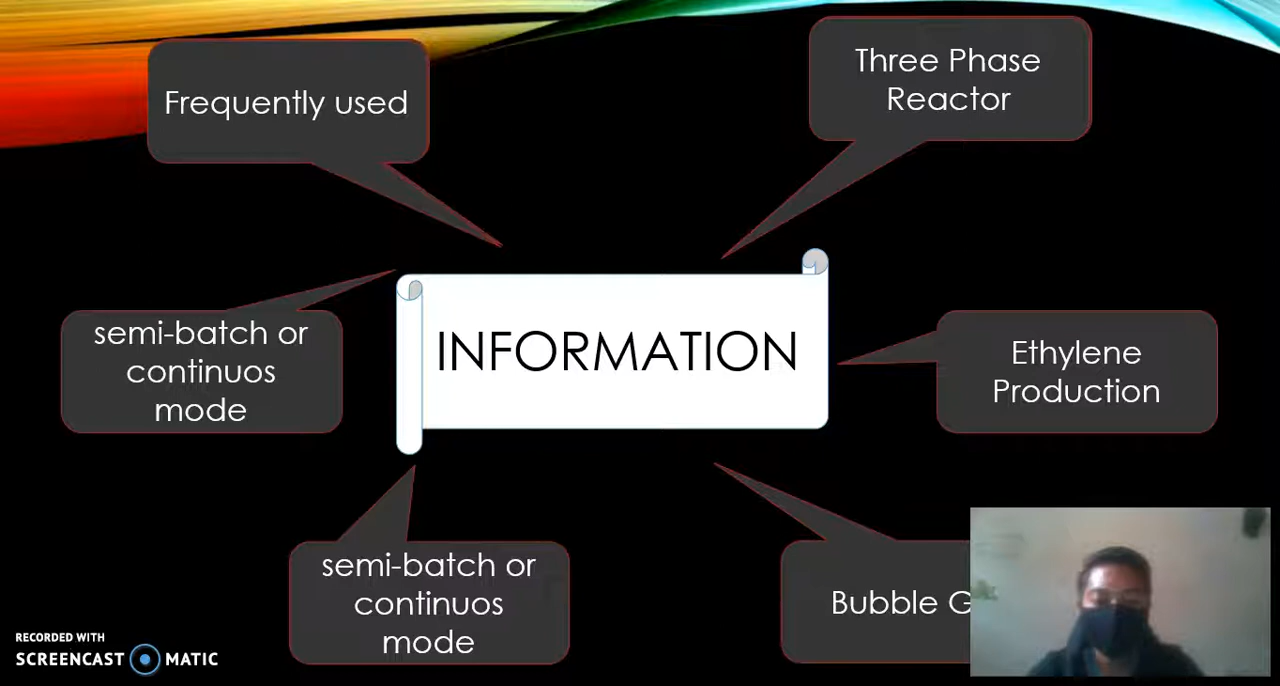 Frequently used
Three Phase
Reactor
semi-batch or
continuos
mode
INFORMATION
Ethylene
Production
semi-batch or
continuos
mode
Bubble
RECORDED WITH
SCREENCAST MATIC